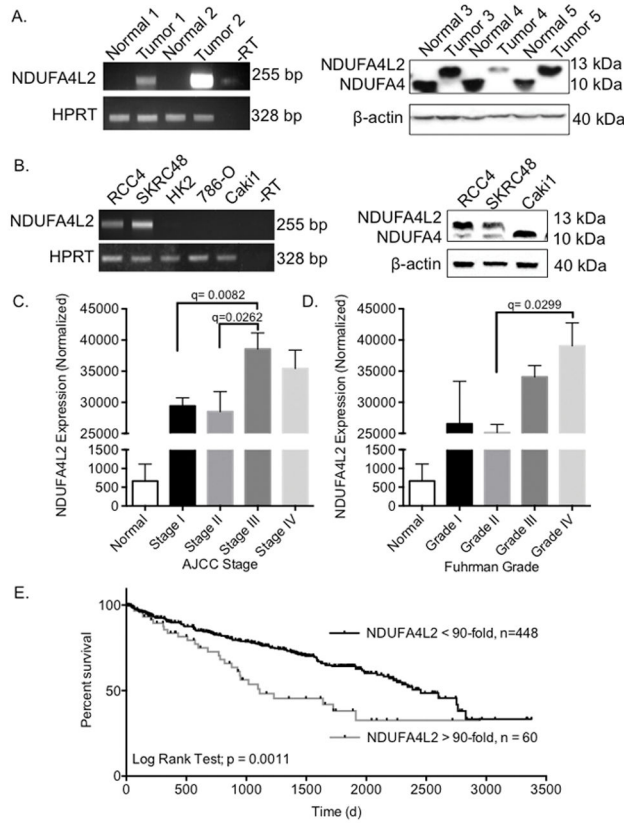 A.
Normal 1
Tumor 1
Normal 2
Tumor 2
-RT
NDUFA4L2
255 bp
HPRT
328 bp
Normal 3
Tumor 3
Normal 4
Tumor 4
Normal 5
Tumor 5
NDUFA4L2
13 kDa
NDUFA4
10 kDa
β-actin
40 kDa
B.
RCC4
SKRC48
HK2
786-O
Caki1
-RT
NDUFA4L2
255 bp
HPRT
328 bp
RCC4
SKRC48
Caki1
NDUFA4L2
13 kDa
NDUFA4
10 kDa
β-actin
40 kDa
C.
NDUFA4L2 Expression (Normalized)
45000
40000
35000
30000
25000
1500
1000
500
0
q= 0.0082
q=0.0262
Normal
Stage I
Stage II
Stage III
Stage IV
AJCC Stage
D.
NDUFA4L2 Expression (Normalized)
45000
40000
35000
30000
25000
1500
1000
500
0
q= 0.0299
Normal
Grade I
Grade II
Grade III
Grade IV
Fuhrman Grade
E.
Percent survival
100
50
0
NDUFA4L2 < 90-fold, n=448
NDUFA4L2 > 90-fold, n = 60
Log Rank Test; p = 0.0011
0 500 1000 1500 2000 2500 3000 3500
Time (d)